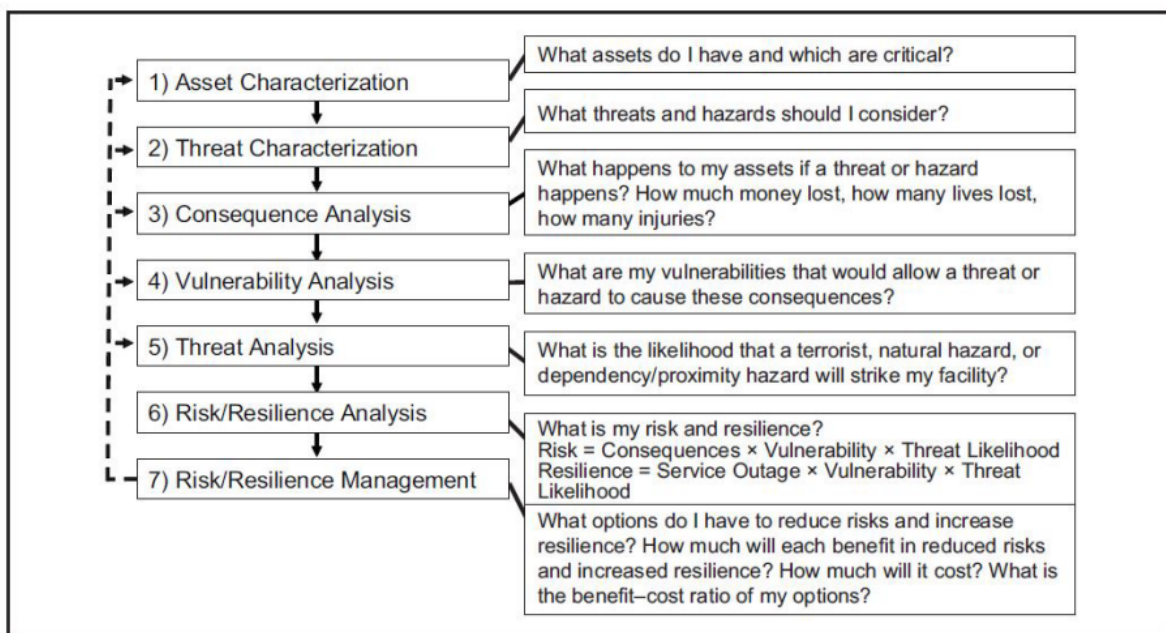 1) Asset Characterization
What assets do I have and which are critical?
2) Threat Characterization
What threats and hazards should I consider?
3) Consequence Analysis
What happens to my assets if a threat or hazard
happens? How much money lost, how many lives lost,
how many injuries?
4) Vulnerability Analysis
What are my vulnerabilities that would allow a threat or
hazard to cause these consequences?
5) Threat Analysis
What is the likelihood that a terrorist, natural hazard, or
dependency/proximity hazard will strike my facility?
6) Risk/Resilience Analysis
What is my risk and resilience?
Risk = Consequences × Vulnerability × Threat Likelihood
Resilience = Service Outage × Vulnerability × Threat
Likelihood
7) Risk/Resilience Management
What options do I have to reduce risks and increase
resilience? How much will each benefit in reduced risks
and increased resilience? How much will it cost? What is
the benefit–cost ratio of my options?